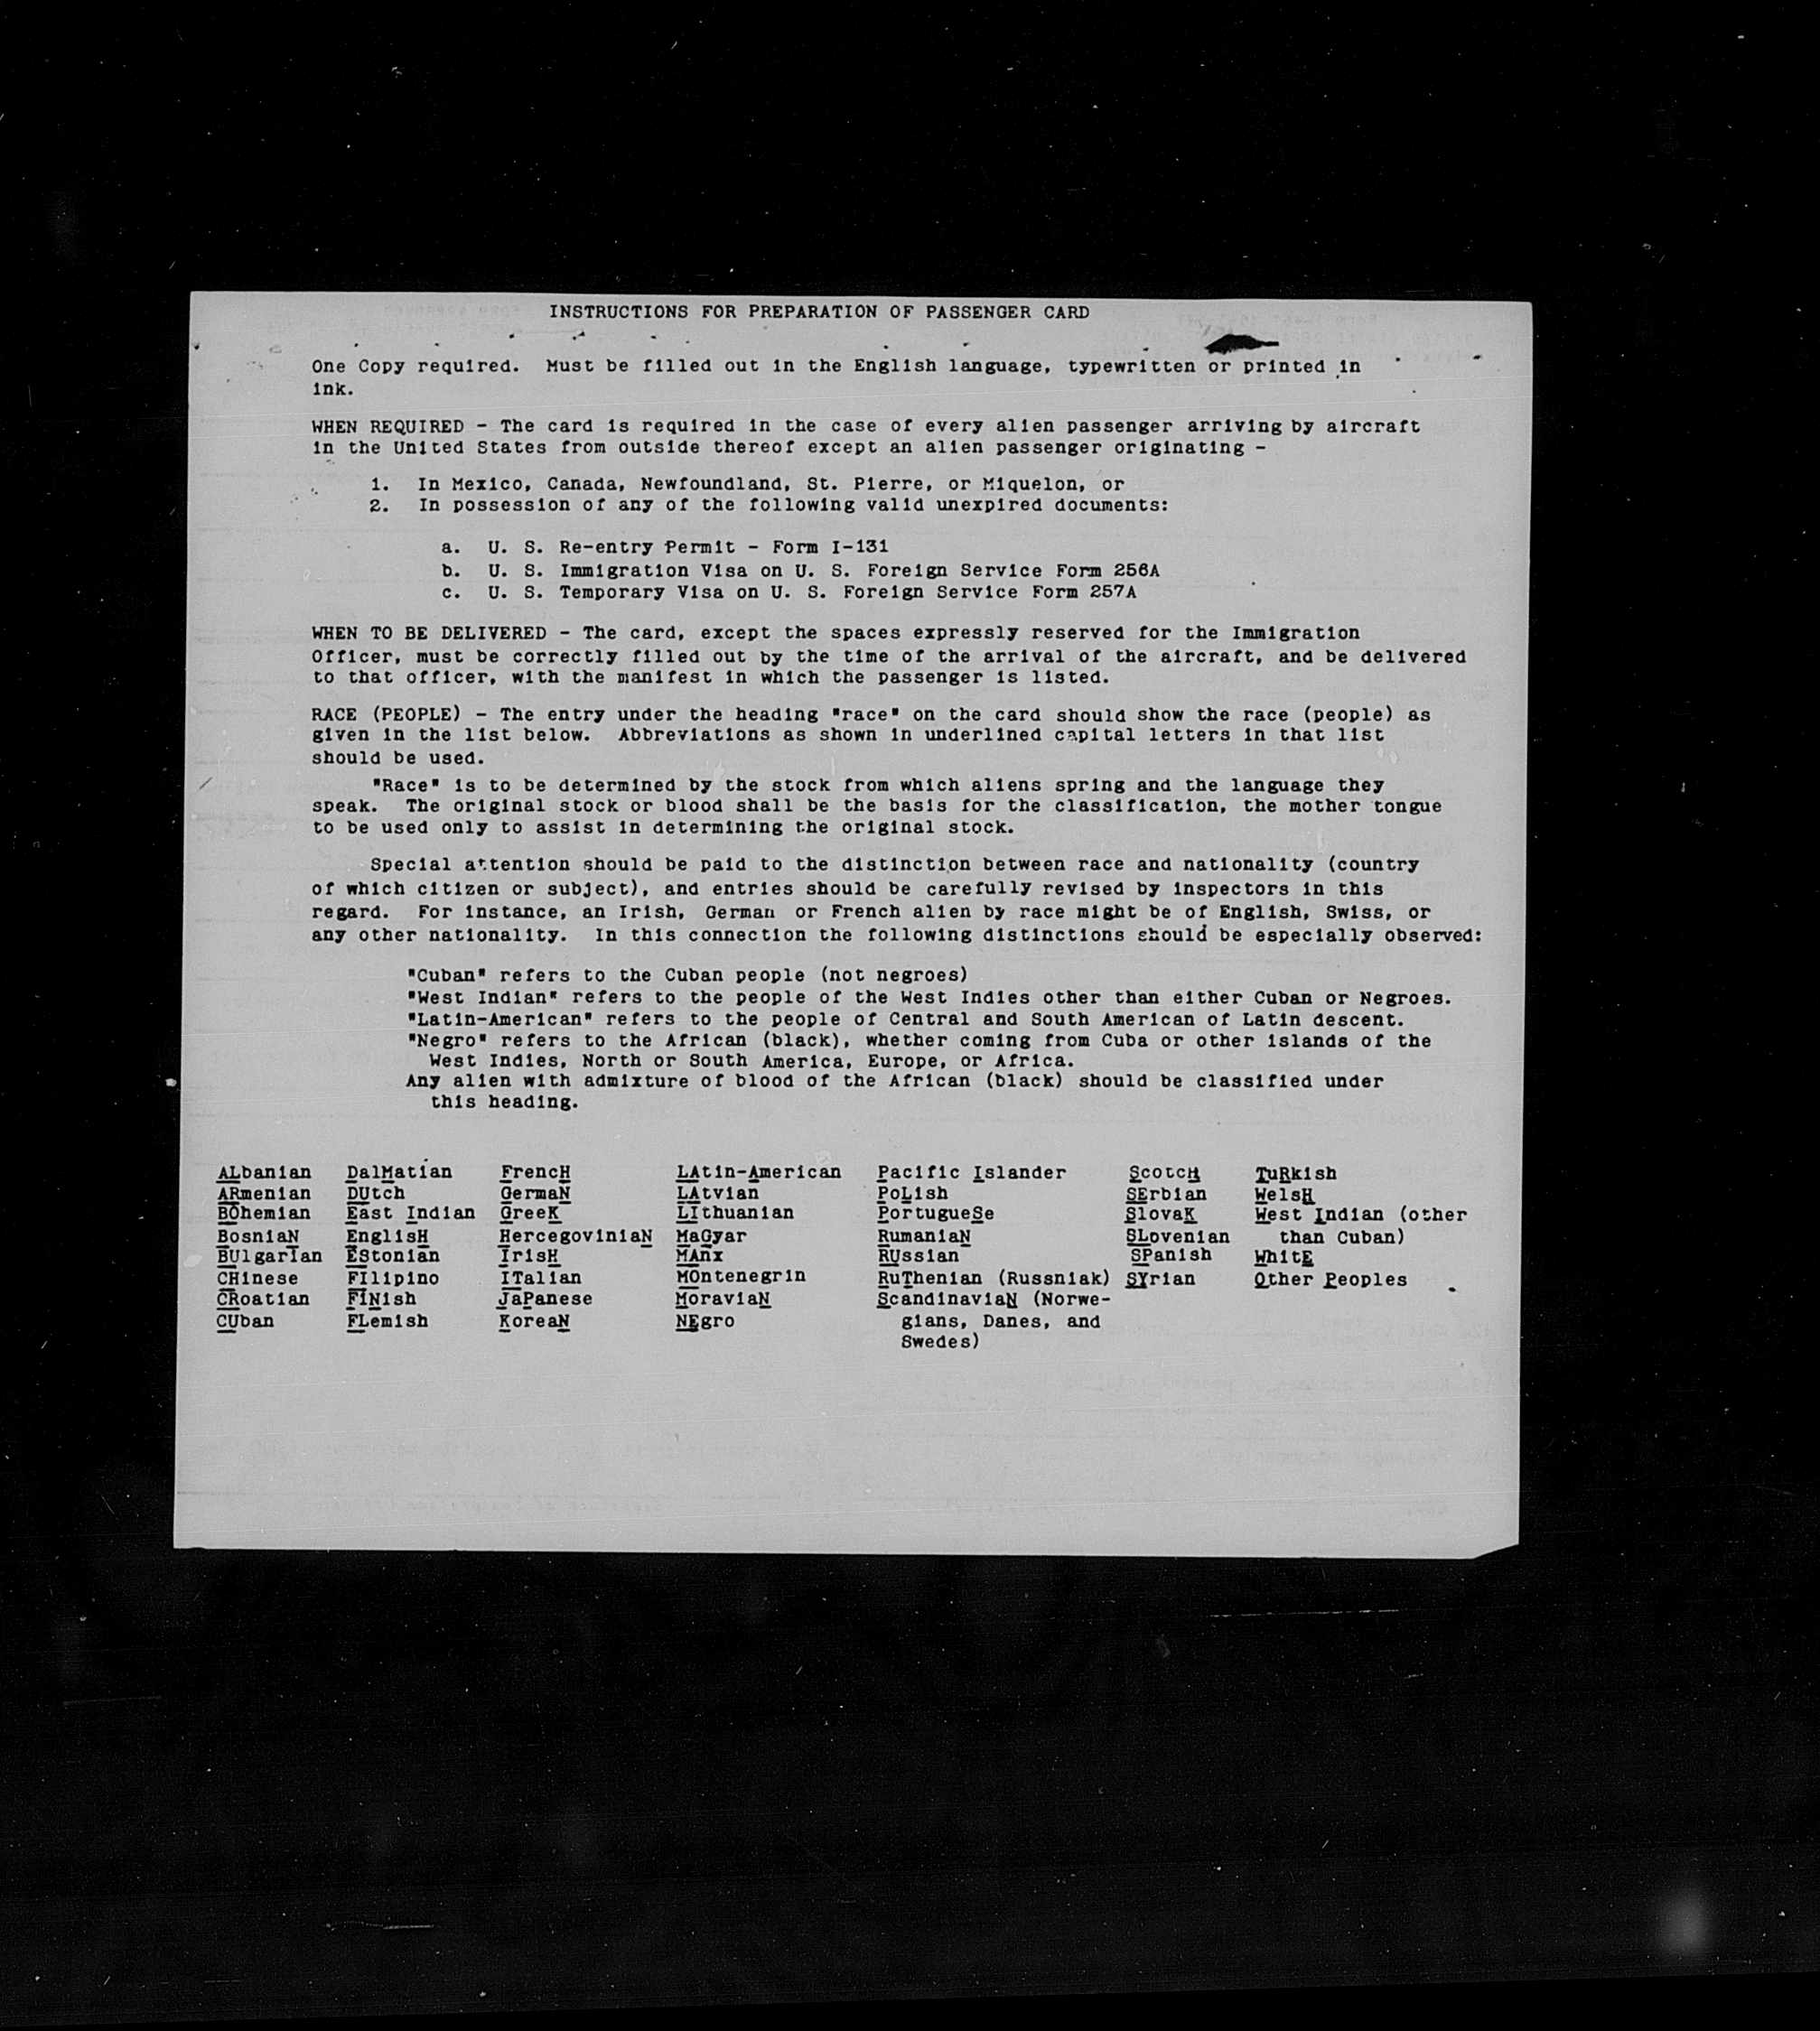 INSTRUCTIONS FOR PREPARATION OF PASSENGER CARD
One Copy required. Must be filled out in the English language, typewritten or printed in
ink.
WHEN REQUIRED - The card is required in the case of every alien passenger arriving by aircraft
in the United States from outside thereof except an alien passenger originating -
1. In Mexico, Canada, Newfoundland, St. Pierre, or Miquelon, or
2. In possession of any of the following valid unexpired documents:
a. U. S. Re-entry Permit - Form I-131
b. U. S. Immigration Visa on U. S. Foreign Service Form 256A
c. U. S. Temporary Visa on U. S. Foreign Service Form 257A
WHEN TO BE DELIVERED - The card, except the spaces expressly reserved for the Immigration
Officer, must be correctly filled out by the time of the arrival of the aircraft, and be delivered
to that officer, with the manifest in which the passenger is listed.
RACE (PEOPLE) - The entry under the heading "race" on the card should show the race (people) as
given in the list below. Abbreviations as shown in underlined capital letters in that list
should be used.
"Race" is to be determined by the stock from which aliens spring and the language they
speak. The original stock or blood shall be the basis for the classification, the mother tongue
to be used only to assist in determining the original stock.
Special attention should be paid to the distinction between race and nationality (country
of which citizen or subject), and entries should be carefully revised by inspectors in this
regard. For instance, an Irish, German or French alien by race might be of English, Swiss, or
any other nationality. In this connection the following distinctions should be especially observed:
"Cuban" refers to the Cuban people (not negroes)
"West Indian" refers to the people of the West Indies other than either Cuban or Negroes.
"Latin-American" refers to the people of Central and South American of Latin descent.
"Negro" refers to the African (black), whether coming from Cuba or other islands of the
West Indies, North or South America, Europe, or Africa.
Any alien with admixture of blood of the African (black) should be classified under
this heading.
ALbanian DalMatian FrencH LAtin-American Pacific Islander ScotcH TuRkish
ARmenian DUtch GermaN LAtvian PoLish SErbian WelsH
BOhemian East Indian GreeK LIthuanian PortugueSe SlovaK West Indian (other
BosniaN EnglisH HercegoviniaN MaGyar RumaniaN SLovenian than Cuban)
BUlgarIan EStonian IrisH MAnx RUssian SPanish WhitE
CHinese FIlipino ITalian MOntenegrin RuThenian (Russniak) SYrian Other Peoples
CRoatian FINish JaPanese MoraviaN ScandinaviaN (Norwe-
CUban FLemish KoreaN NEgro gians, Danes, and
Swedes)